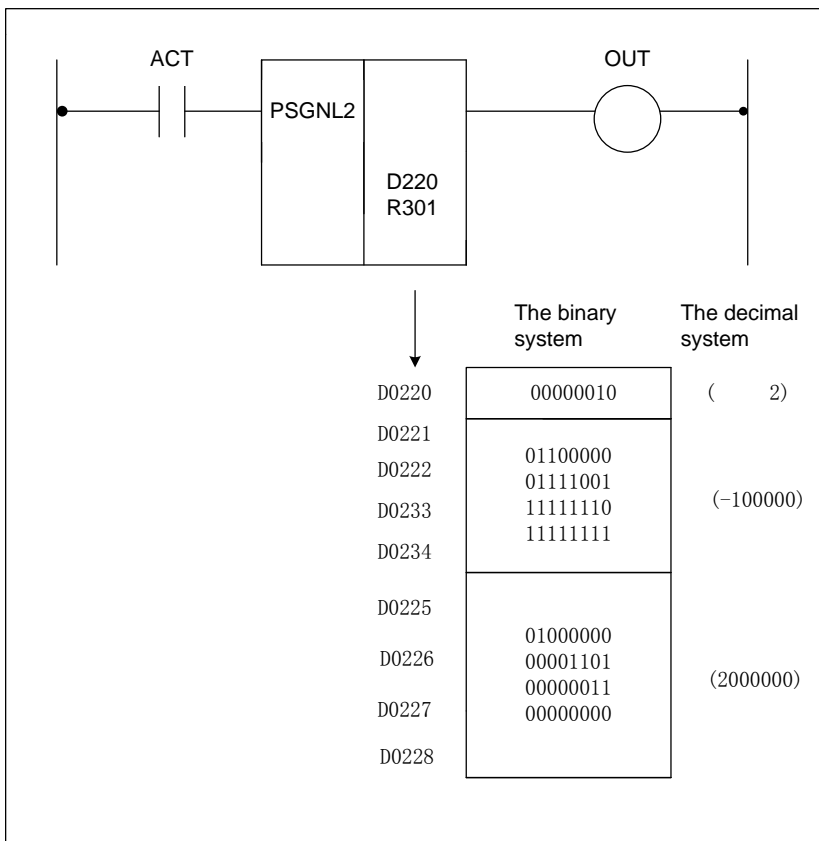 ACT
OUT
PSGNL2
D220
R301
The binary system
The decimal system
D0220 00000010 ( 2)
D0221
D0222
D0233
D0234
01100000
01111001
11111110
11111111
(-100000)
D0225
D0226
D0227
D0228
01000000
00001101
00000011
00000000
(2000000)